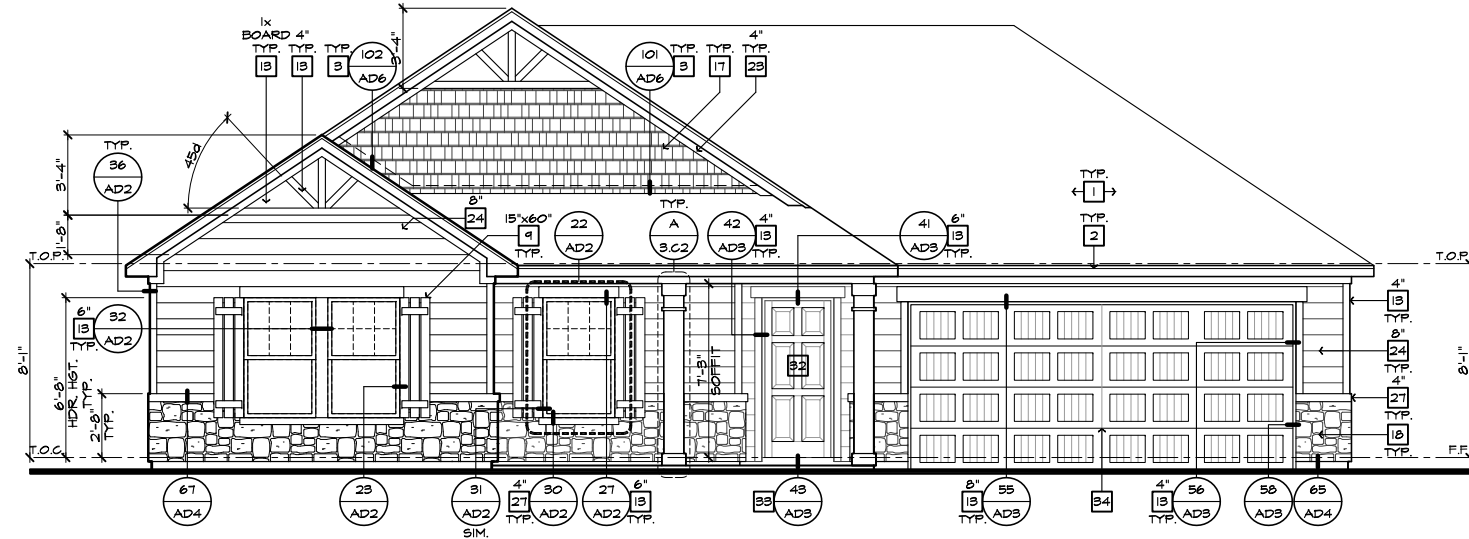 1x
BOARD 4"
TYP. TYP. TYP.
13 13 3
102
AD6
3'-4"
101
AD6
TYP. TYP. 4" TYP.
3 17 23
45d
TYP.
36
AD2
3'-4"
1'-8"
8"
24
15"x60"
9
TYP.
22
AD2
TYP.
A
3.C2
42
AD3
4"
13
TYP.
41
AD3
6"
13
TYP.
TYP.
1
TYP.
2
T.O.P.
T.O.P.
6"
13
TYP.
32
AD2
8'-1"
6'-8"
HDR. HGT.
TYP.
2'-8"
TYP.
7'-3"
SOFFIT
32
4"
13
TYP.
8"
24
TYP.
4"
27
TYP.
18
TYP.
8'-1"
T.O.C.
F.F.
67
AD4
23
AD2
31
AD2
SIM.
4"
27
TYP.
30
AD2
27
AD2
6"
13
TYP.
33
43
AD3
8"
13
TYP.
55
AD3
34
4"
13
TYP.
56
AD3
58
AD3
65
AD4